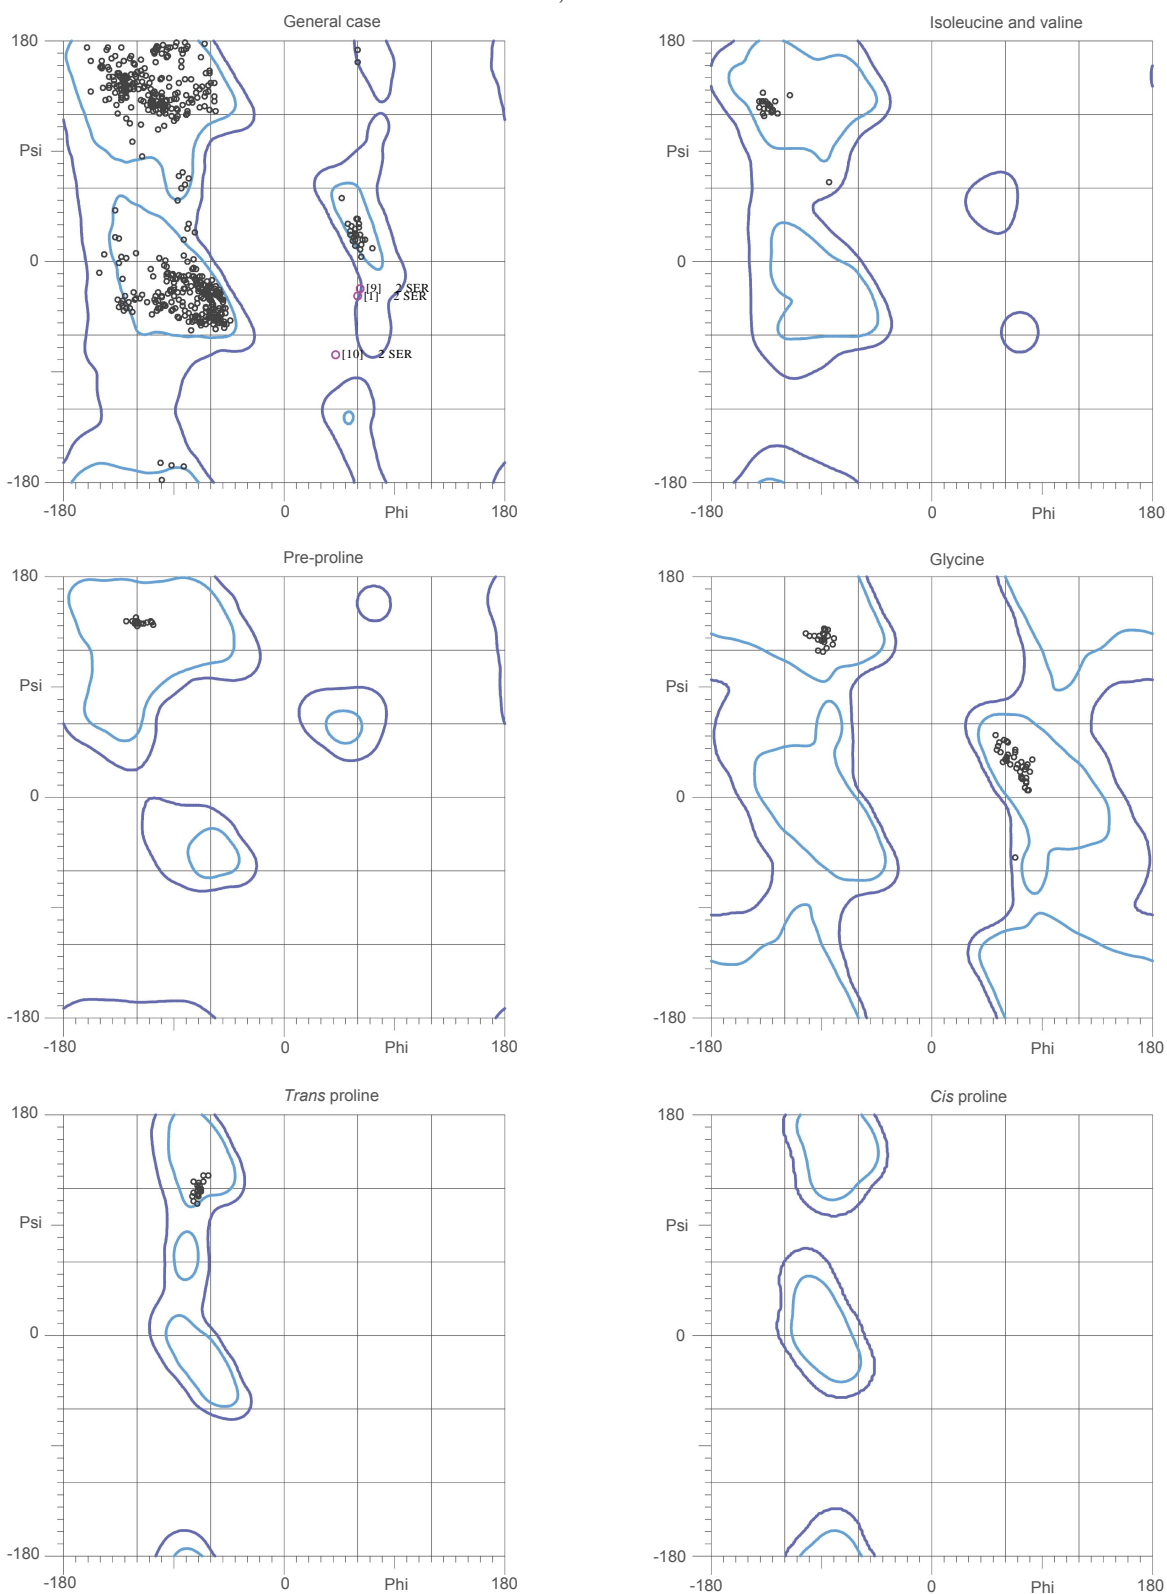 General case
180
Psi
0
-180
-180
0
Phi
180
[9] 2 SER
[1] 2 SER
[10] 2 SER
Isoleucine and valine
180
Psi
0
-180
-180
0
Phi
180
Pre-proline
180
Psi
0
-180
-180
0
Phi
180
Glycine
180
Psi
0
-180
-180
0
Phi
180
Trans proline
180
Psi
0
-180
-180
0
Phi
180
Cis proline
180
Psi
0
-180
-180
0
Phi
180